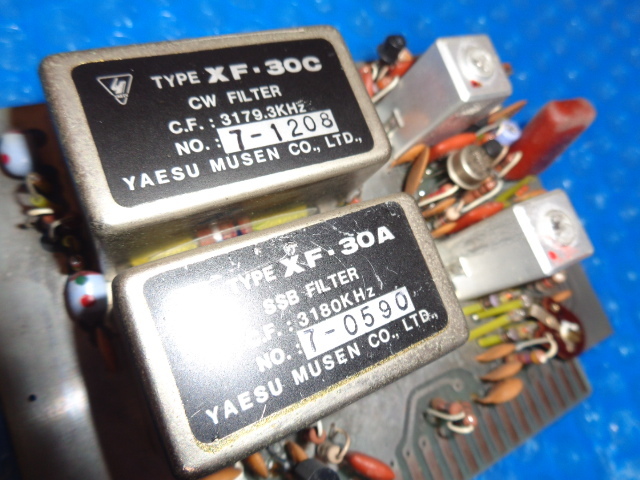 TYPE XF-30C
CW FILTER
C.F. : 3179.3KHz
NO. : 7-1208
YAESU MUSEN CO., LTD.,
TYPE XF-30A
SSB FILTER
C.F. : 3180KHz
NO. : 7-0590
YAESU MUSEN CO., LTD.,